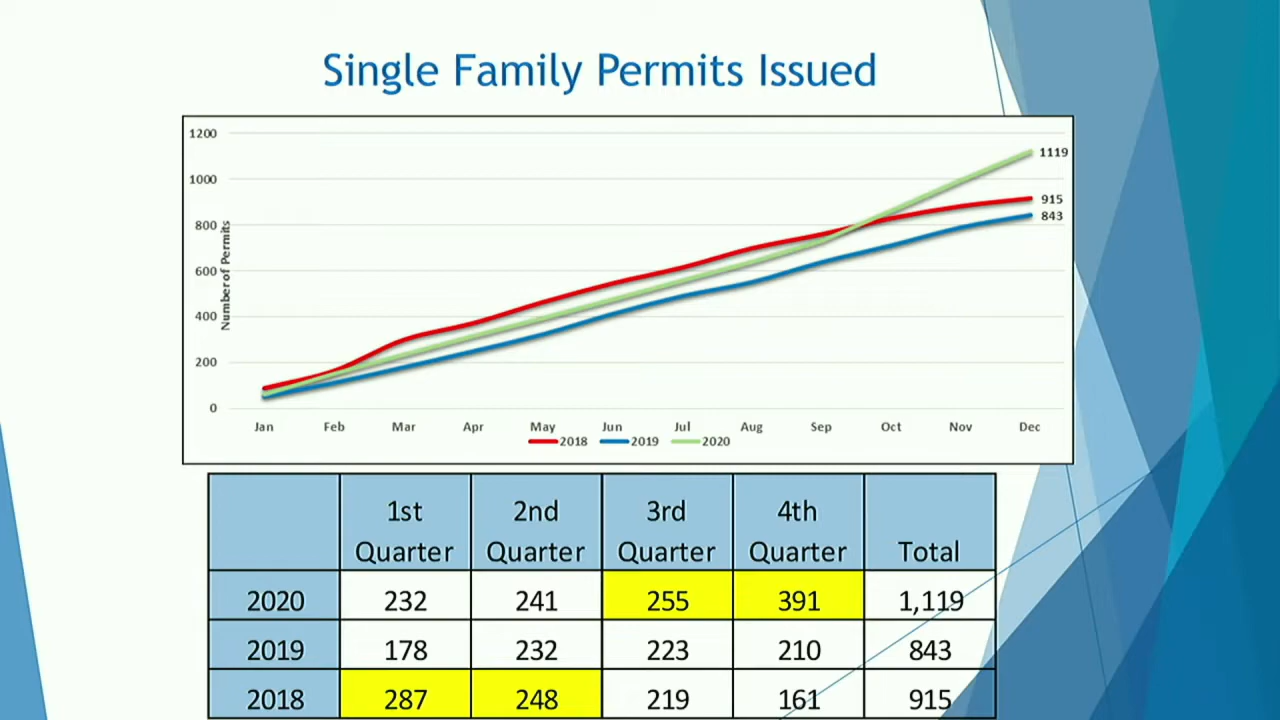 Single Family Permits Issued
1200
1000
800
600
400
200
0
Number of Permits
1119
915
843
Jan Feb Mar Apr May Jun Jul Aug Sep Oct Nov Dec
2018 2019 2020
1st Quarter 2nd Quarter 3rd Quarter 4th Quarter Total
2020 232 241 255 391 1,119
2019 178 232 223 210 843
2018 287 248 219 161 915